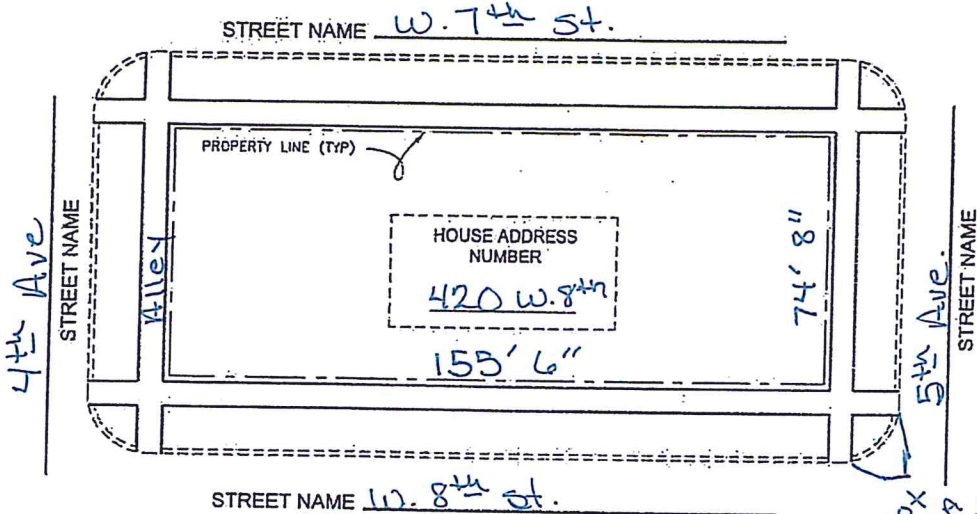 STREET NAME W. 7th St.
PROPERTY LINE (TYP)
4th Ave
STREET NAME
Alley
HOUSE ADDRESS
NUMBER
420 W. 8th
155' 6"
74' 8"
5th Ave.
STREET NAME
STREET NAME W. 8th St.